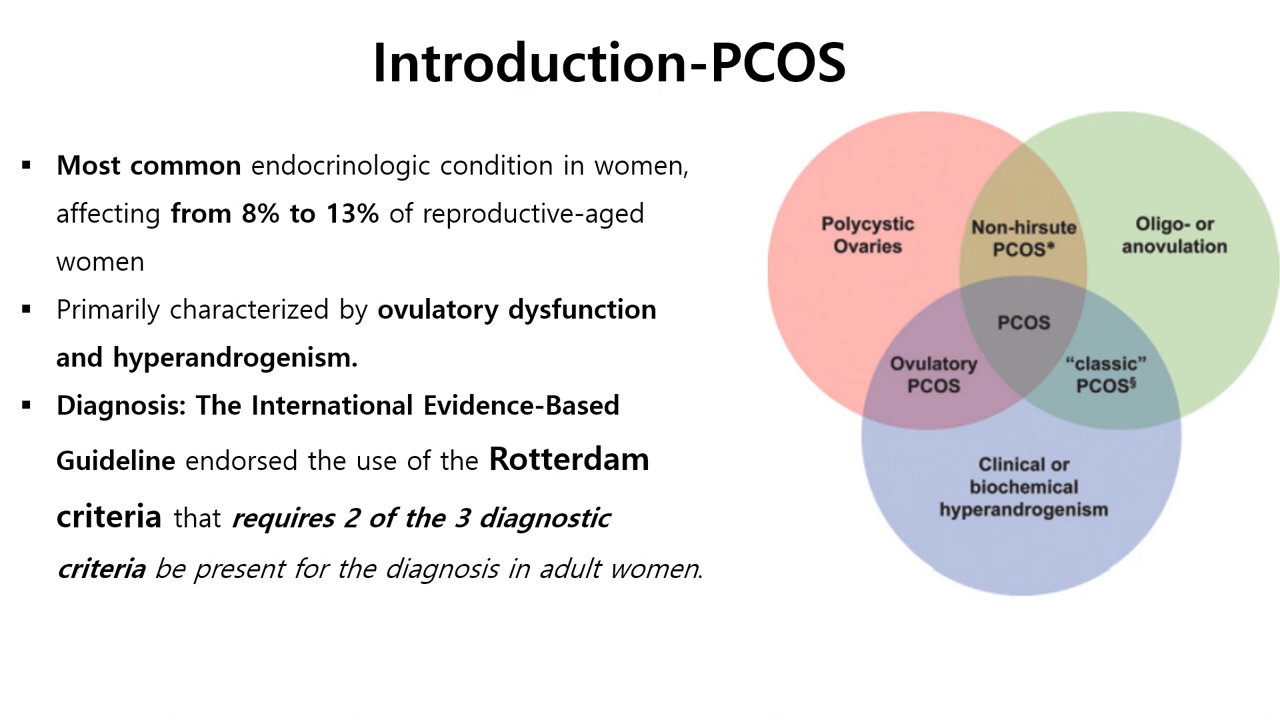 Introduction-PCOS
▪ Most common endocrinologic condition in women,
affecting from 8% to 13% of reproductive-aged
women
▪ Primarily characterized by ovulatory dysfunction
and hyperandrogenism.
▪ Diagnosis: The International Evidence-Based
Guideline endorsed the use of the Rotterdam
criteria that requires 2 of the 3 diagnostic
criteria be present for the diagnosis in adult women.
Polycystic
Ovaries
Non-hirsute
PCOS*
Oligo- or
anovulation
PCOS
Ovulatory
PCOS
“classic”
PCOS§
Clinical or
biochemical
hyperandrogenism